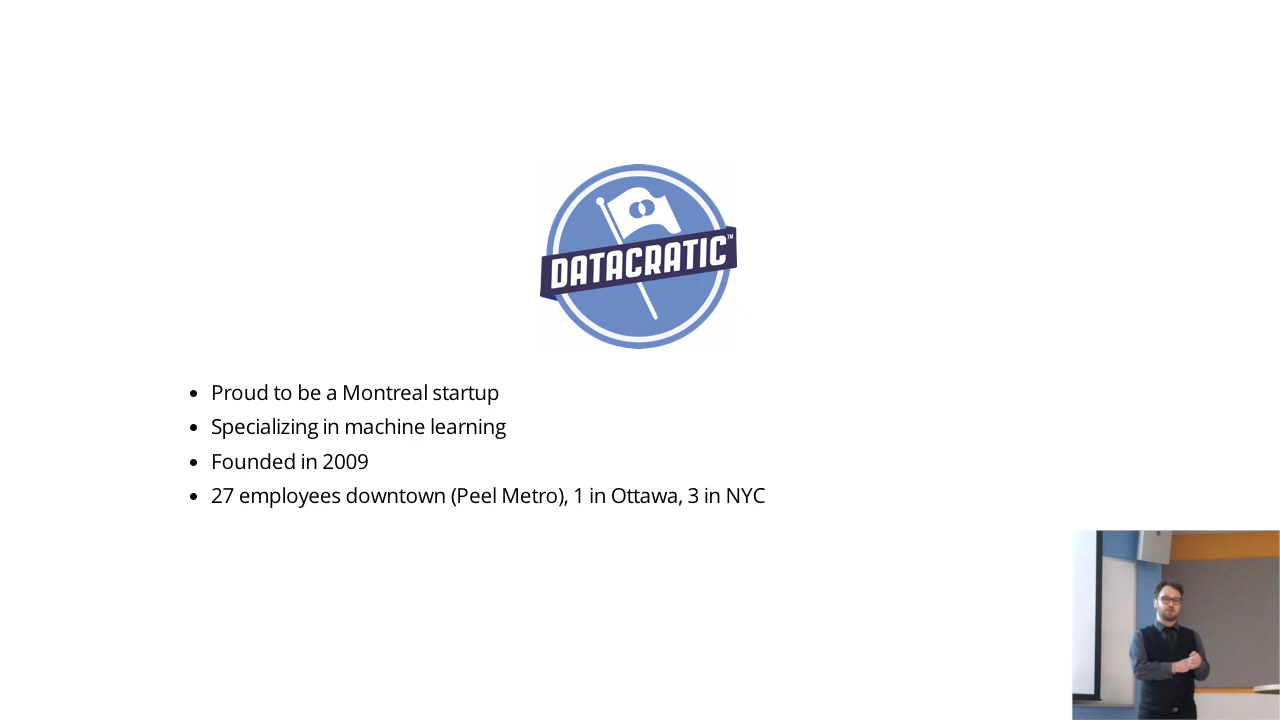 DATACRATIC™
Proud to be a Montreal startup
Specializing in machine learning
Founded in 2009
27 employees downtown (Peel Metro), 1 in Ottawa, 3 in NYC